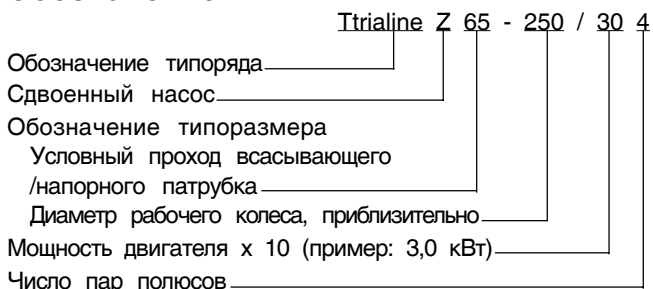 Ttrialine Z 65 - 250 / 30 4
Обозначение типоряда
Сдвоенный насос
Обозначение типоразмера
Условный проход всасывающего
/напорного патрубка
Диаметр рабочего колеса, приблизительно
Мощность двигателя x 10 (пример: 3,0 кВт)
Число пар полюсов